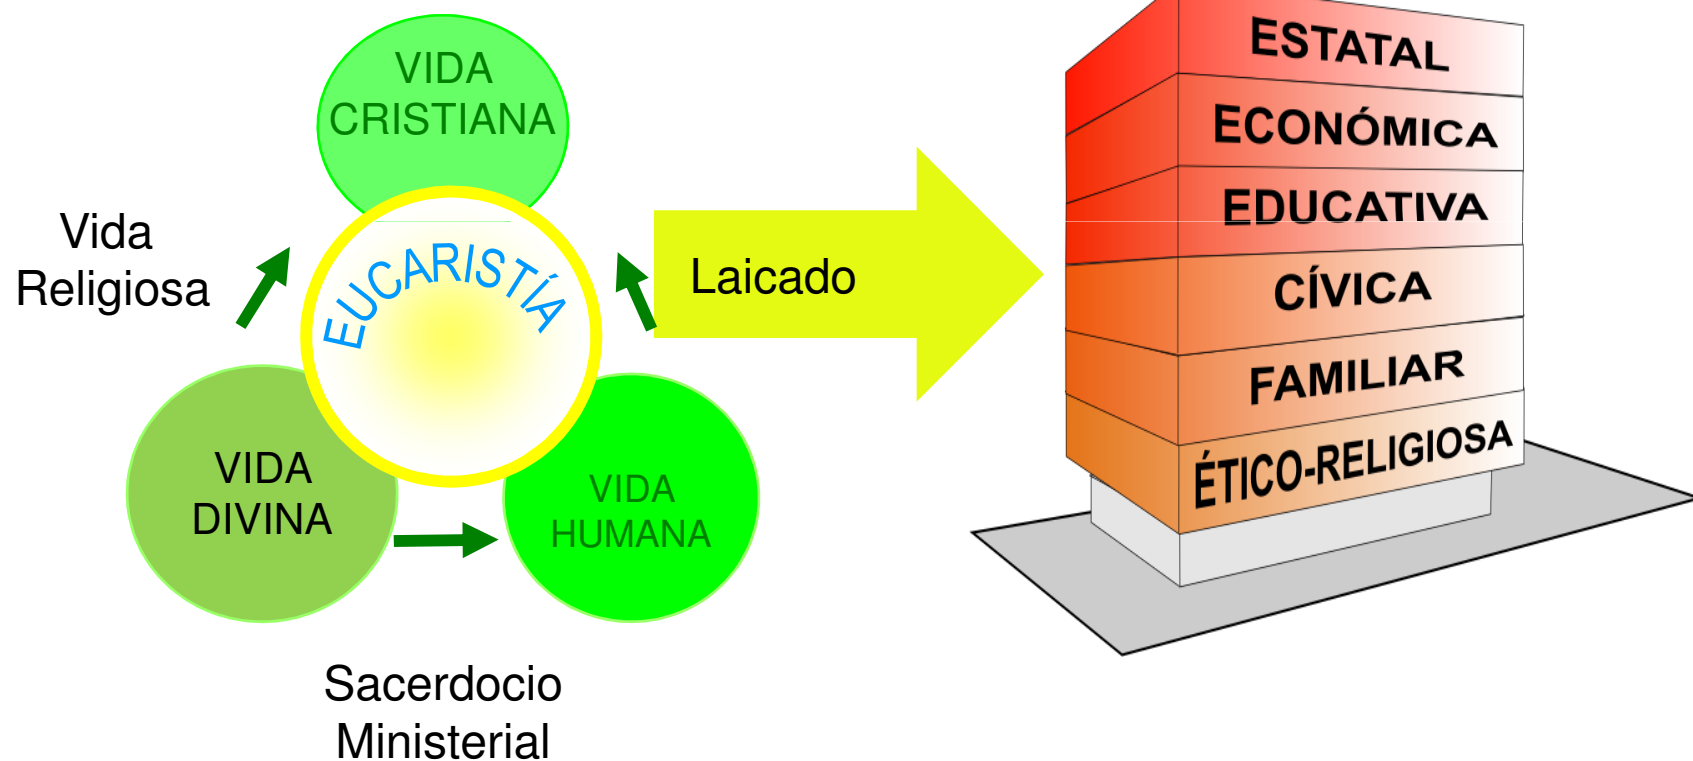 VIDA
CRISTIANA
Vida
Religiosa
EUCARISTÍA
Laicado
VIDA
DIVINA
VIDA
HUMANA
Sacerdocio
Ministerial
ESTATAL
ECONÓMICA
EDUCATIVA
CÍVICA
FAMILIAR
ÉTICO-RELIGIOSA